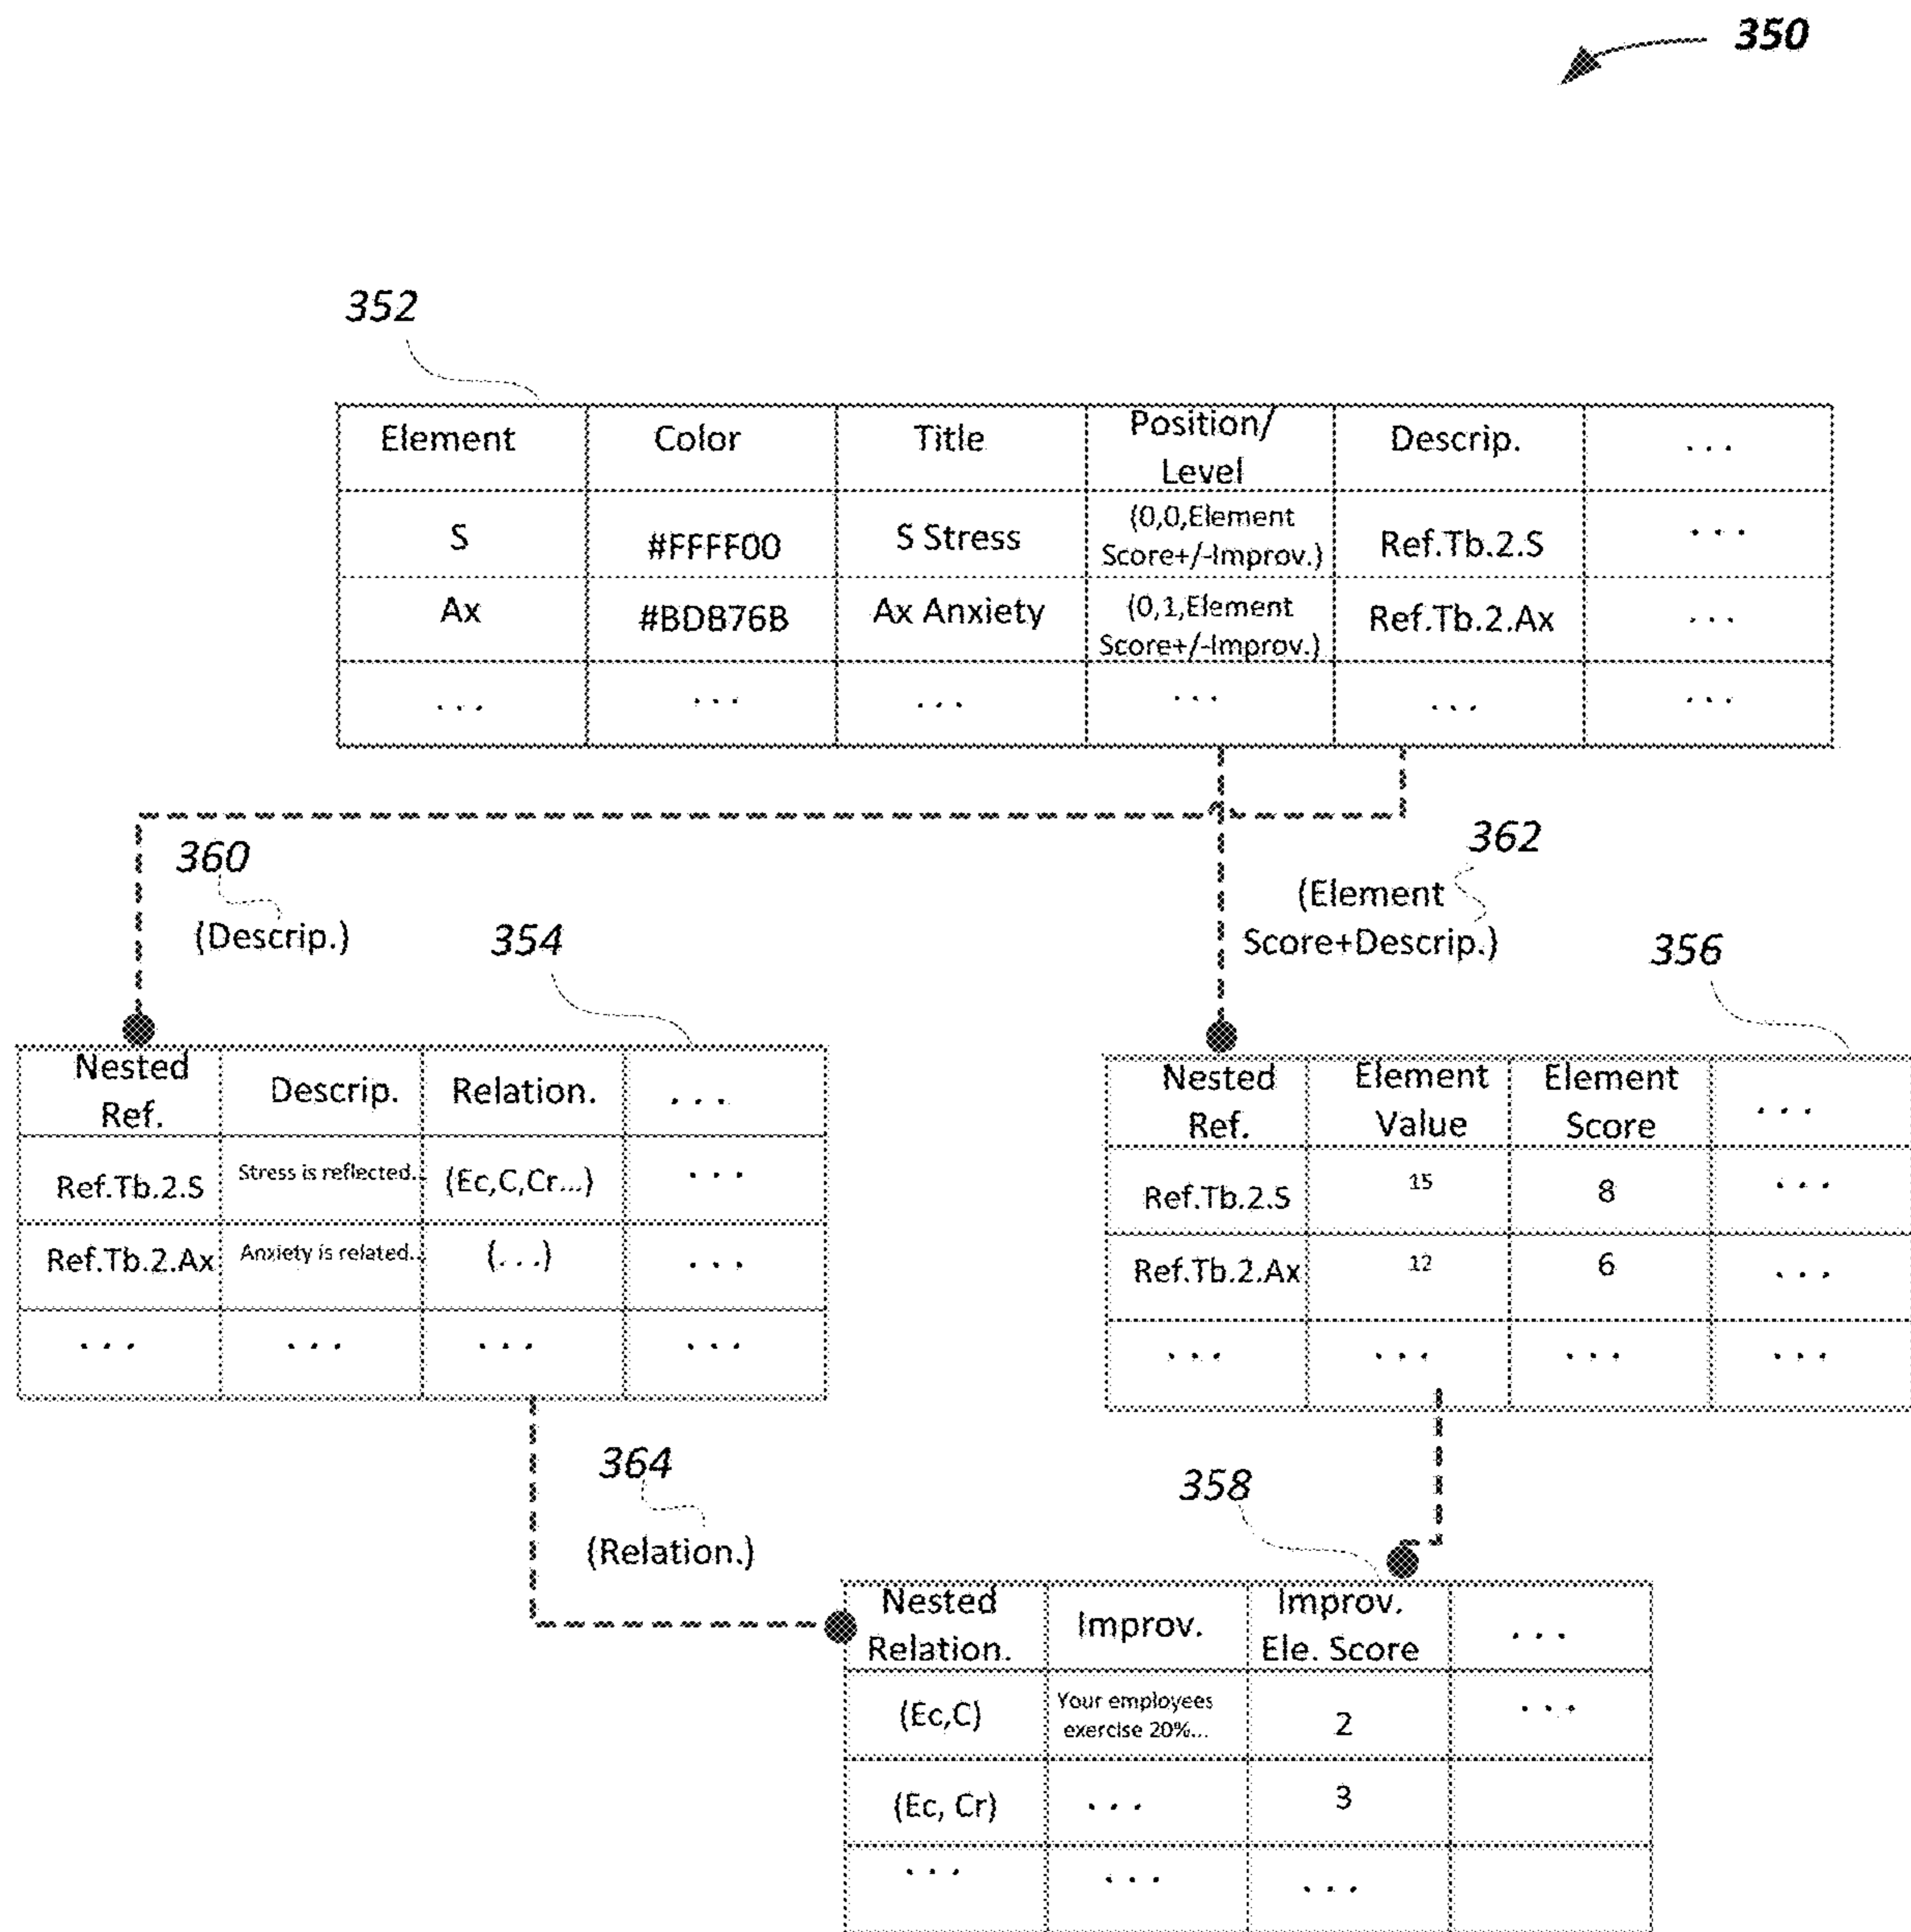 350
352
Element Color Title Position/ Level Descrip. ...
S #FFFF00 S Stress (0,0,Element Score+/-Improv.) Ref.Tb.2.S ...
Ax #BDB76B Ax Anxiety (0,1,Element Score+/-Improv.) Ref.Tb.2.Ax ...
... ... ... ... ... ...
360
(Descrip.)
362
(Element
Score+Descrip.)
354
Nested Ref. Descrip. Relation. ...
Ref.Tb.2.S Stress is reflected... (Ec,C,Cr...) ...
Ref.Tb.2.Ax Anxiety is related... (...) ...
... ... ... ...
356
Nested Ref. Element Value Element Score ...
Ref.Tb.2.S 15 8 ...
Ref.Tb.2.Ax 12 6 ...
... ... ... ...
364
(Relation.)
358
Nested Relation. Improv. Improv. Ele. Score ...
(Ec,C) Your employees exercise 20%... 2 ...
(Ec, Cr) ... 3
... ... ...